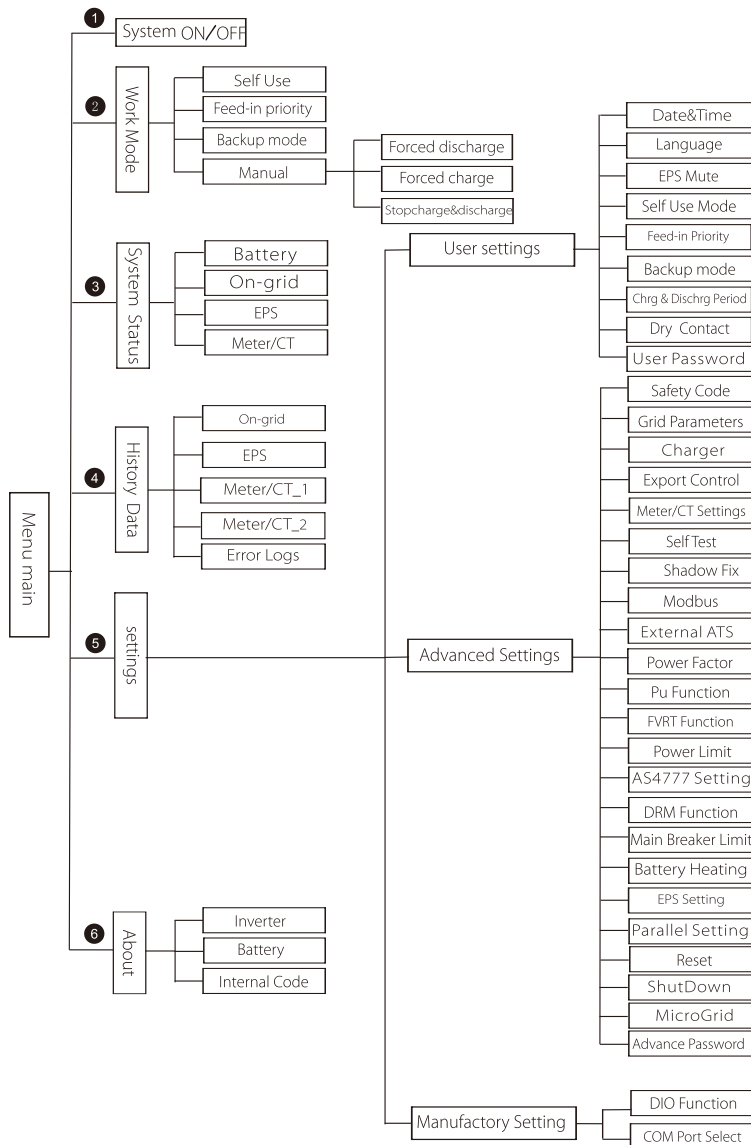 Menu main
1
System ON/OFF
2
Work Mode
Self Use
Feed-in priority
Backup mode
Manual
Forced discharge
Forced charge
Stopcharge&discharge
3
System Status
Battery
On-grid
EPS
Meter/CT
4
History Data
On-grid
EPS
Meter/CT_1
Meter/CT_2
Error Logs
5
settings
User settings
Date&Time
Language
EPS Mute
Self Use Mode
Feed-in Priority
Backup mode
Chrg & Dischrg Period
Dry Contact
User Password
Advanced Settings
Safety Code
Grid Parameters
Charger
Export Control
Meter/CT Settings
Self Test
Shadow Fix
Modbus
External ATS
Power Factor
Pu Function
FVRT Function
Power Limit
AS4777 Setting
DRM Function
Main Breaker Limit
Battery Heating
EPS Setting
Parallel Setting
Reset
ShutDown
MicroGrid
Advance Password
Manufactory Setting
DIO Function
COM Port Select
6
About
Inverter
Battery
Internal Code